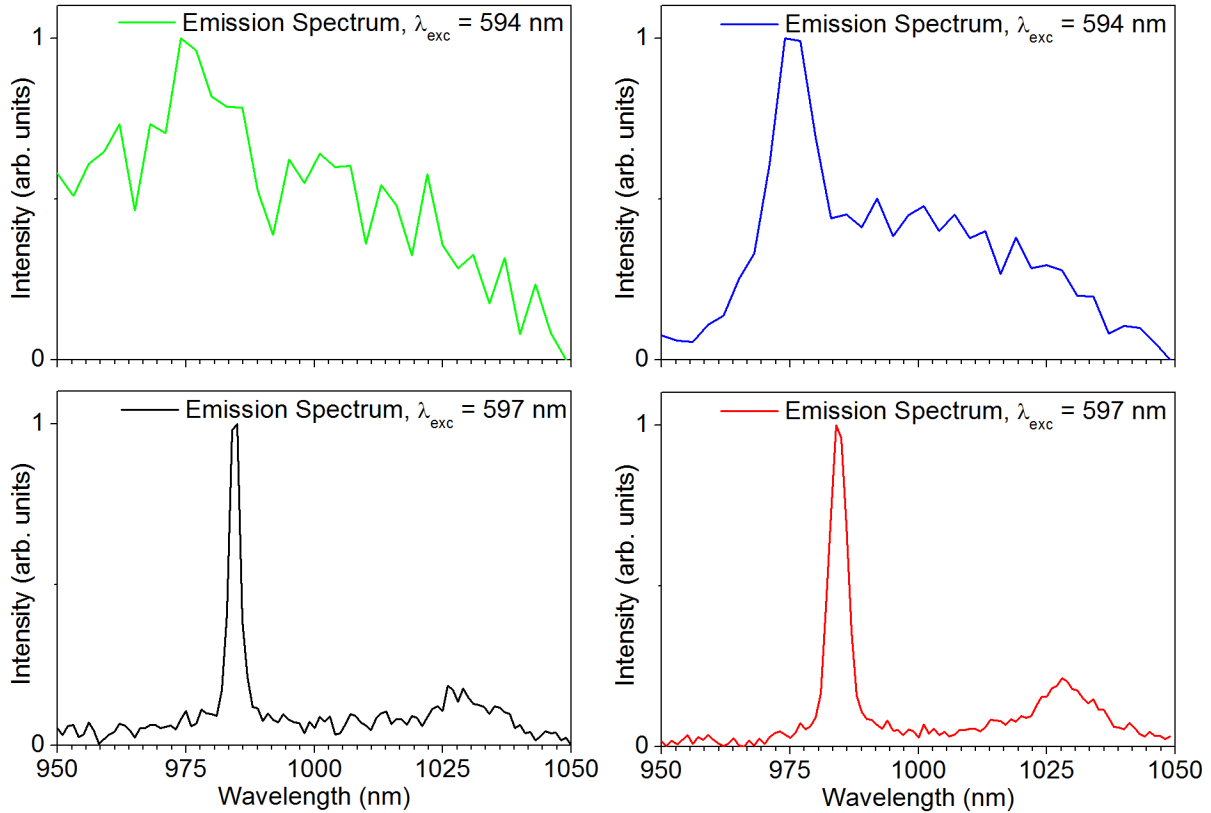 Emission Spectrum, λexc = 594 nm
1
0
Intensity (arb. units)
Emission Spectrum, λexc = 594 nm
1
0
Intensity (arb. units)
Emission Spectrum, λexc = 597 nm
1
0
Intensity (arb. units)
950 975 1000 1025 1050
Wavelength (nm)
Emission Spectrum, λexc = 597 nm
1
0
Intensity (arb. units)
950 975 1000 1025 1050
Wavelength (nm)